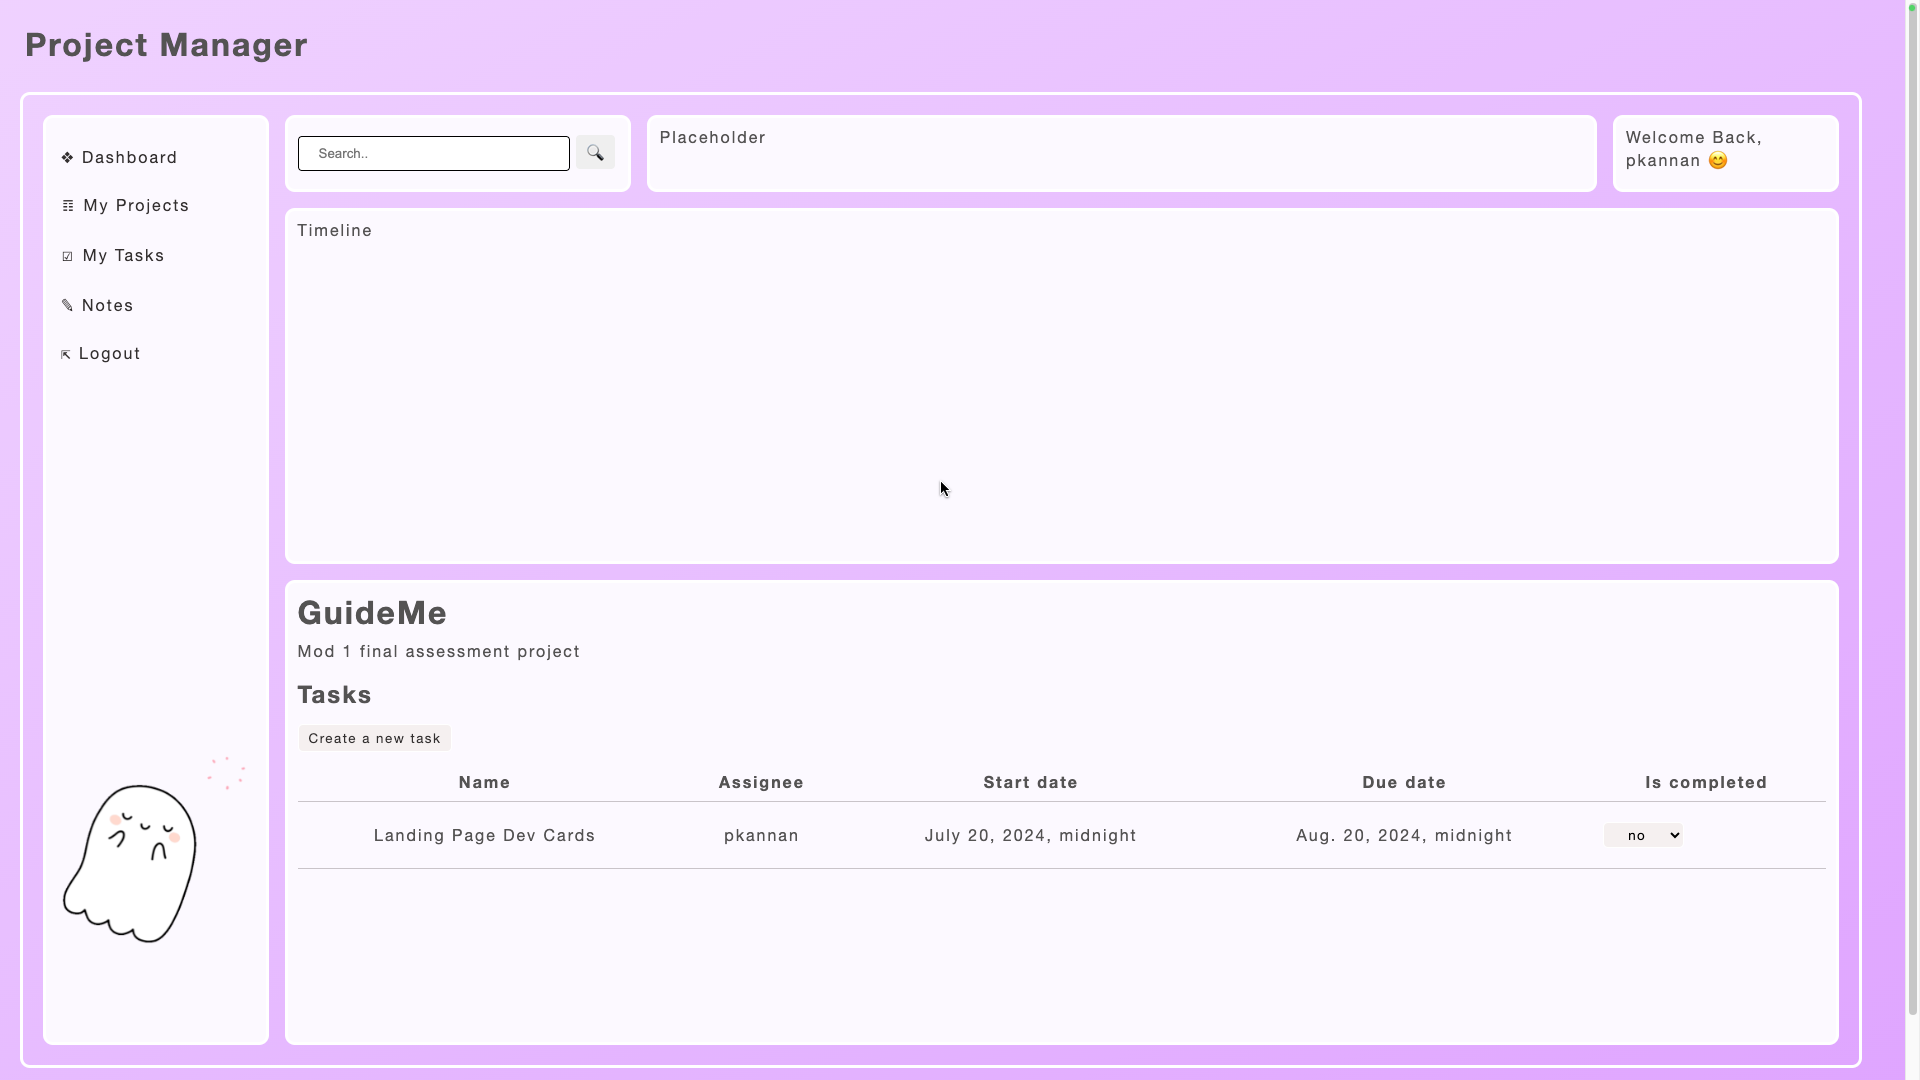 Project Manager
❖ Dashboard
☷ My Projects
☑ My Tasks
✎ Notes
⇱ Logout
Search..
🔍
Placeholder
Welcome Back,
pkannan 😊
Timeline
GuideMe
Mod 1 final assessment project
Tasks
Create a new task
Name Assignee Start date Due date Is completed
Landing Page Dev Cards pkannan July 20, 2024, midnight Aug. 20, 2024, midnight no